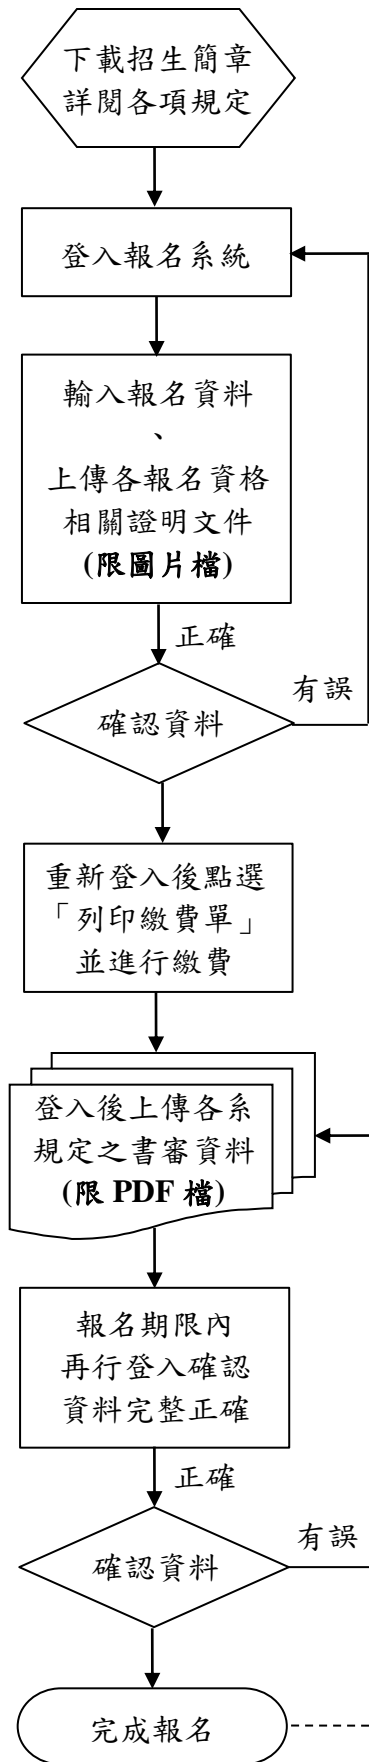 下載招生簡章
詳閱各項規定
登入報名系統
輸入報名資料
、
上傳各報名資格
相關證明文件
(限圖片檔)
正確
有誤
確認資料
重新登入後點選
「列印繳費單」
並進行繳費
登入後上傳各系
規定之書審資料
(限 PDF 檔)
報名期限內
再行登入確認
資料完整正確
正確
有誤
確認資料
完成報名